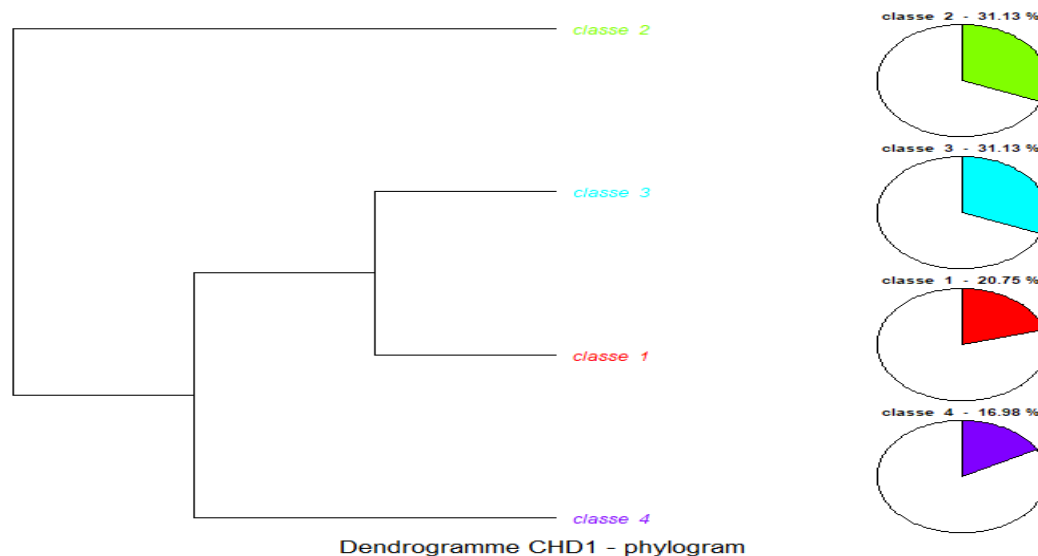 classe 2
classe 2 - 31.13 %
classe 3
classe 3 - 31.13 %
classe 1
classe 1 - 20.75 %
classe 4
classe 4 - 16.98 %
Dendrogramme CHD1 - phylogram